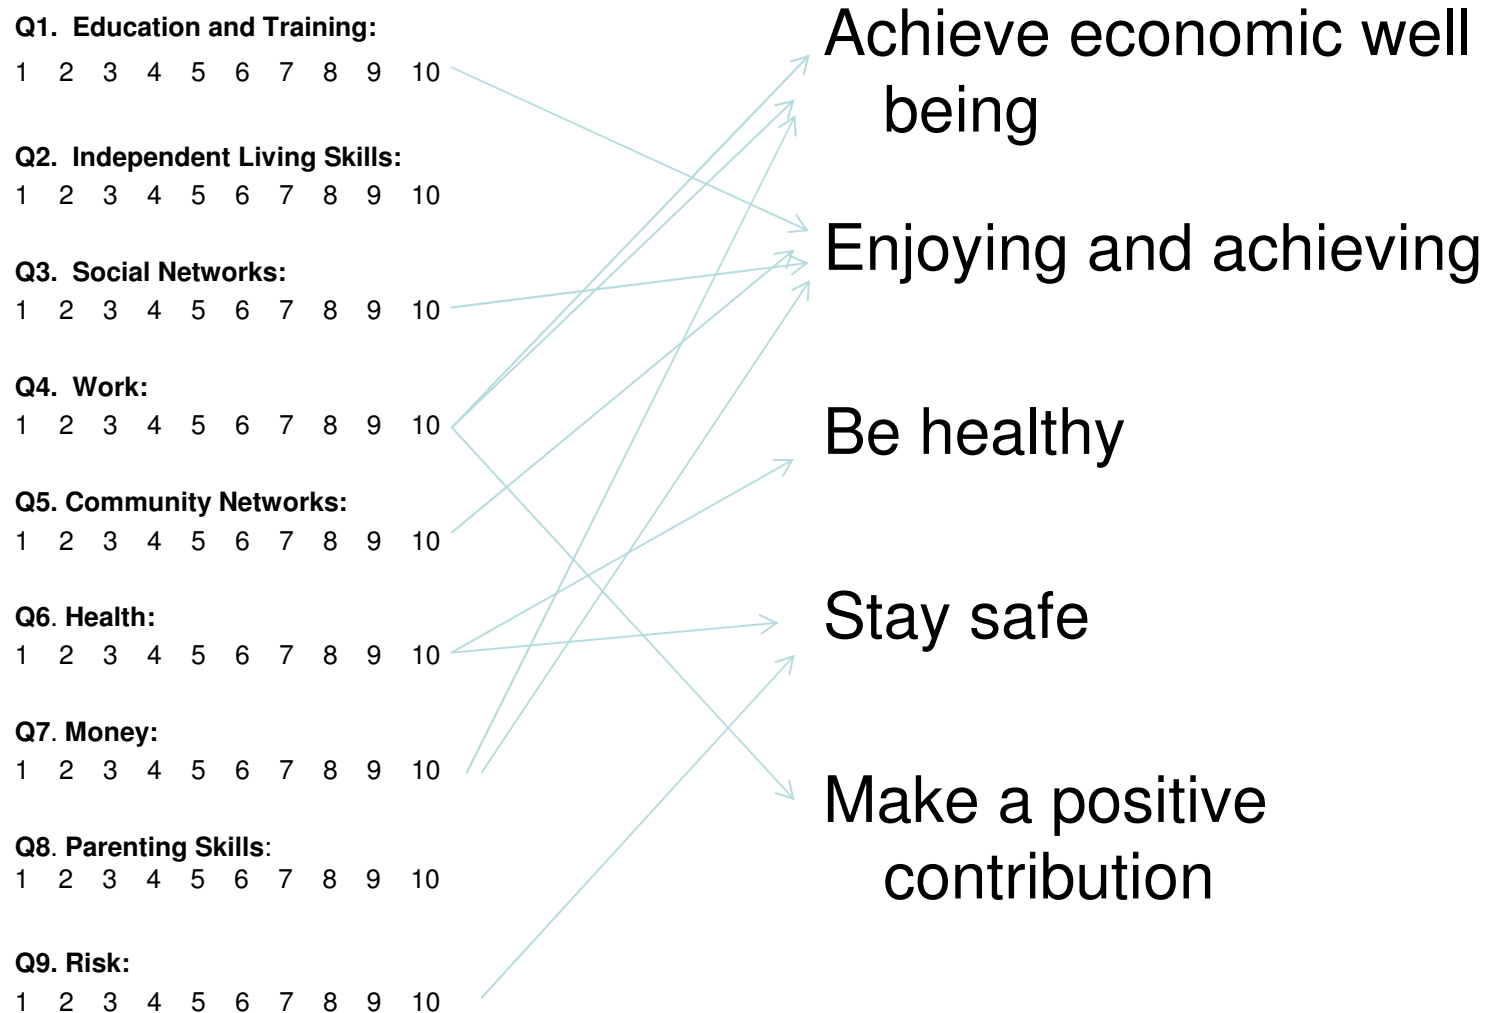 Q1. Education and Training:
1 2 3 4 5 6 7 8 9 10
Q2. Independent Living Skills:
1 2 3 4 5 6 7 8 9 10
Q3. Social Networks:
1 2 3 4 5 6 7 8 9 10
Q4. Work:
1 2 3 4 5 6 7 8 9 10
Q5. Community Networks:
1 2 3 4 5 6 7 8 9 10
Q6. Health:
1 2 3 4 5 6 7 8 9 10
Q7. Money:
1 2 3 4 5 6 7 8 9 10
Q8. Parenting Skills:
1 2 3 4 5 6 7 8 9 10
Q9. Risk:
1 2 3 4 5 6 7 8 9 10
Achieve economic well
being
Enjoying and achieving
Be healthy
Stay safe
Make a positive
contribution